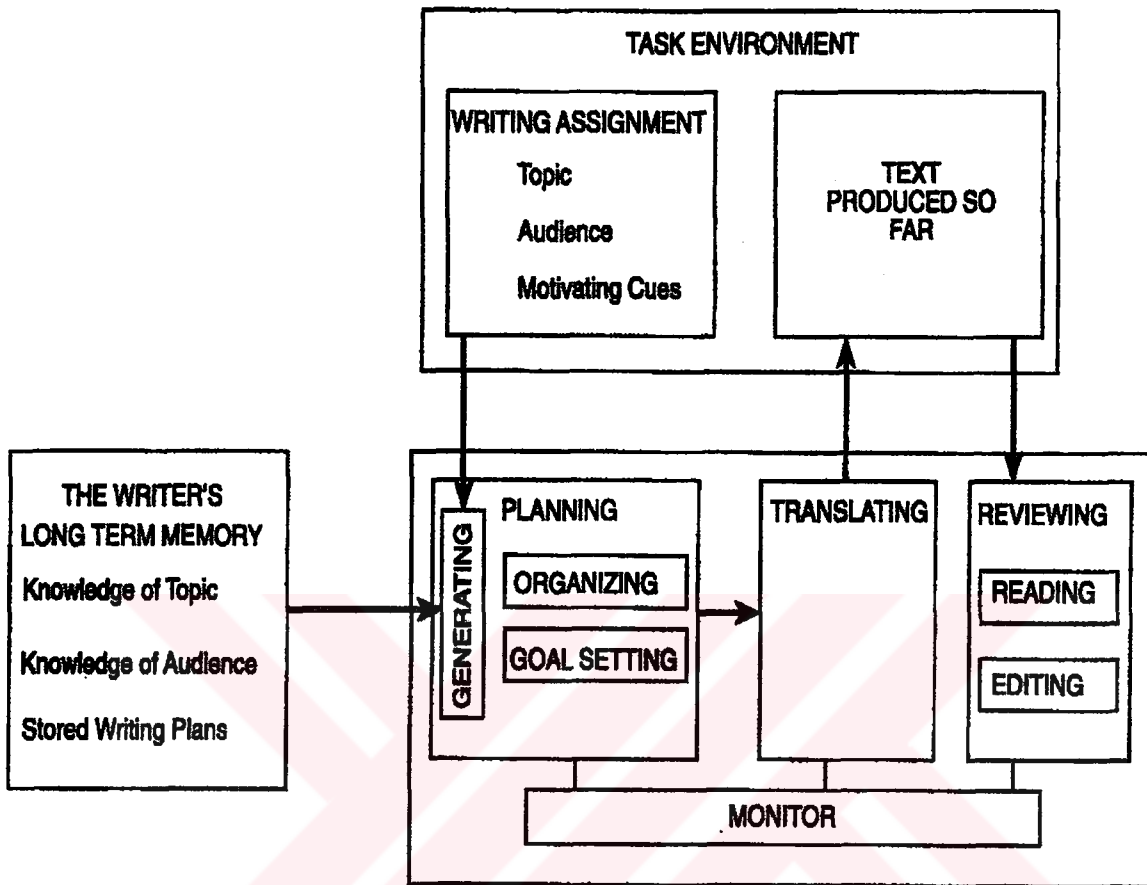 TASK ENVIRONMENT
WRITING ASSIGNMENT
Topic
Audience
Motivating Cues
TEXT
PRODUCED SO
FAR
THE WRITER'S
LONG TERM MEMORY
Knowledge of Topic
Knowledge of Audience
Stored Writing Plans
PLANNING
GENERATING
ORGANIZING
GOAL SETTING
TRANSLATING
REVIEWING
READING
EDITING
MONITOR